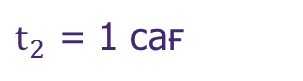 t₂ = 1 сағ